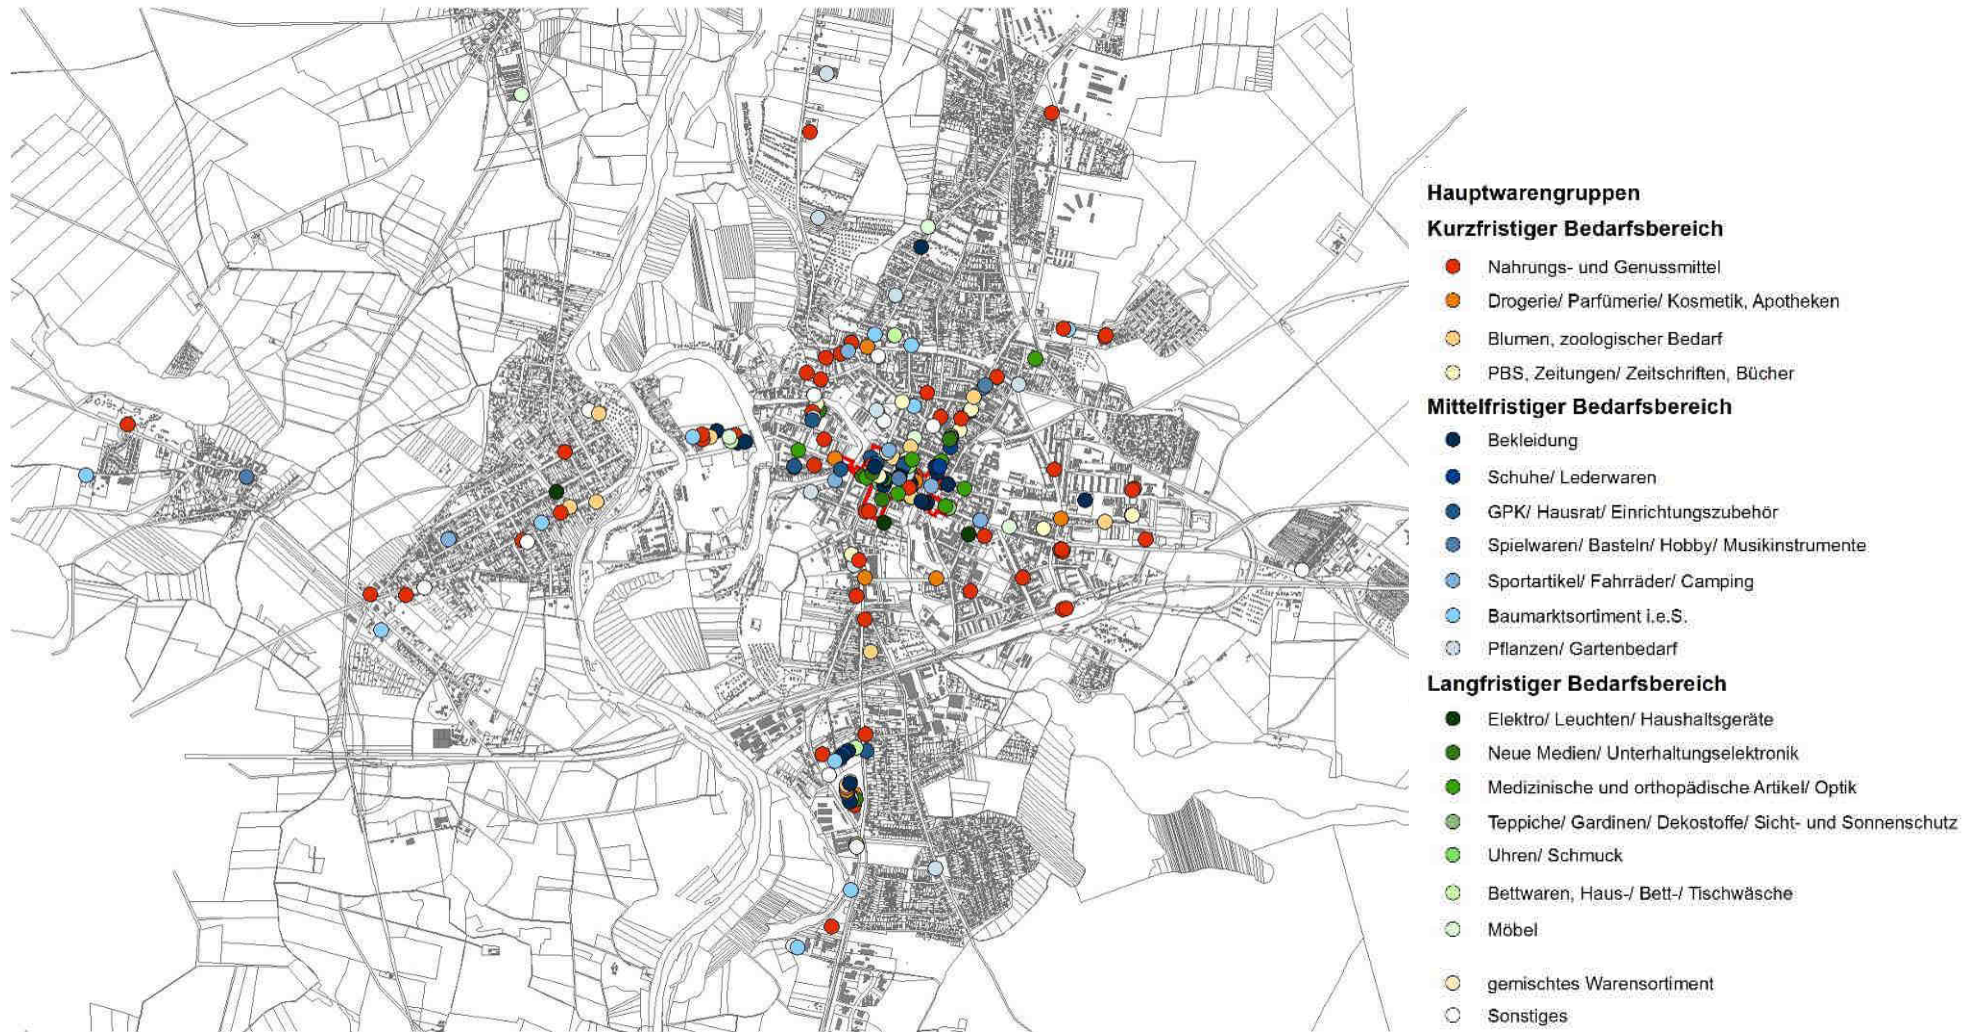 Hauptwarengruppen
Kurzfristiger Bedarfsbereich
Nahrungs- und Genussmittel
Drogerie/ Parfümerie/ Kosmetik, Apotheken
Blumen, zoologischer Bedarf
PBS, Zeitungen/ Zeitschriften, Bücher
Mittelfristiger Bedarfsbereich
Bekleidung
Schuhe/ Lederwaren
GPK/ Hausrat/ Einrichtungszubehör
Spielwaren/ Basteln/ Hobby/ Musikinstrumente
Sportartikel/ Fahrräder/ Camping
Baumarktsortiment i.e.S.
Pflanzen/ Gartenbedarf
Langfristiger Bedarfsbereich
Elektro/ Leuchten/ Haushaltsgeräte
Neue Medien/ Unterhaltungselektronik
Medizinische und orthopädische Artikel/ Optik
Teppiche/ Gardinen/ Dekostoffe/ Sicht- und Sonnenschutz
Uhren/ Schmuck
Bettwaren, Haus-/ Bett-/ Tischwäsche
Möbel
gemischtes Warensortiment
Sonstiges